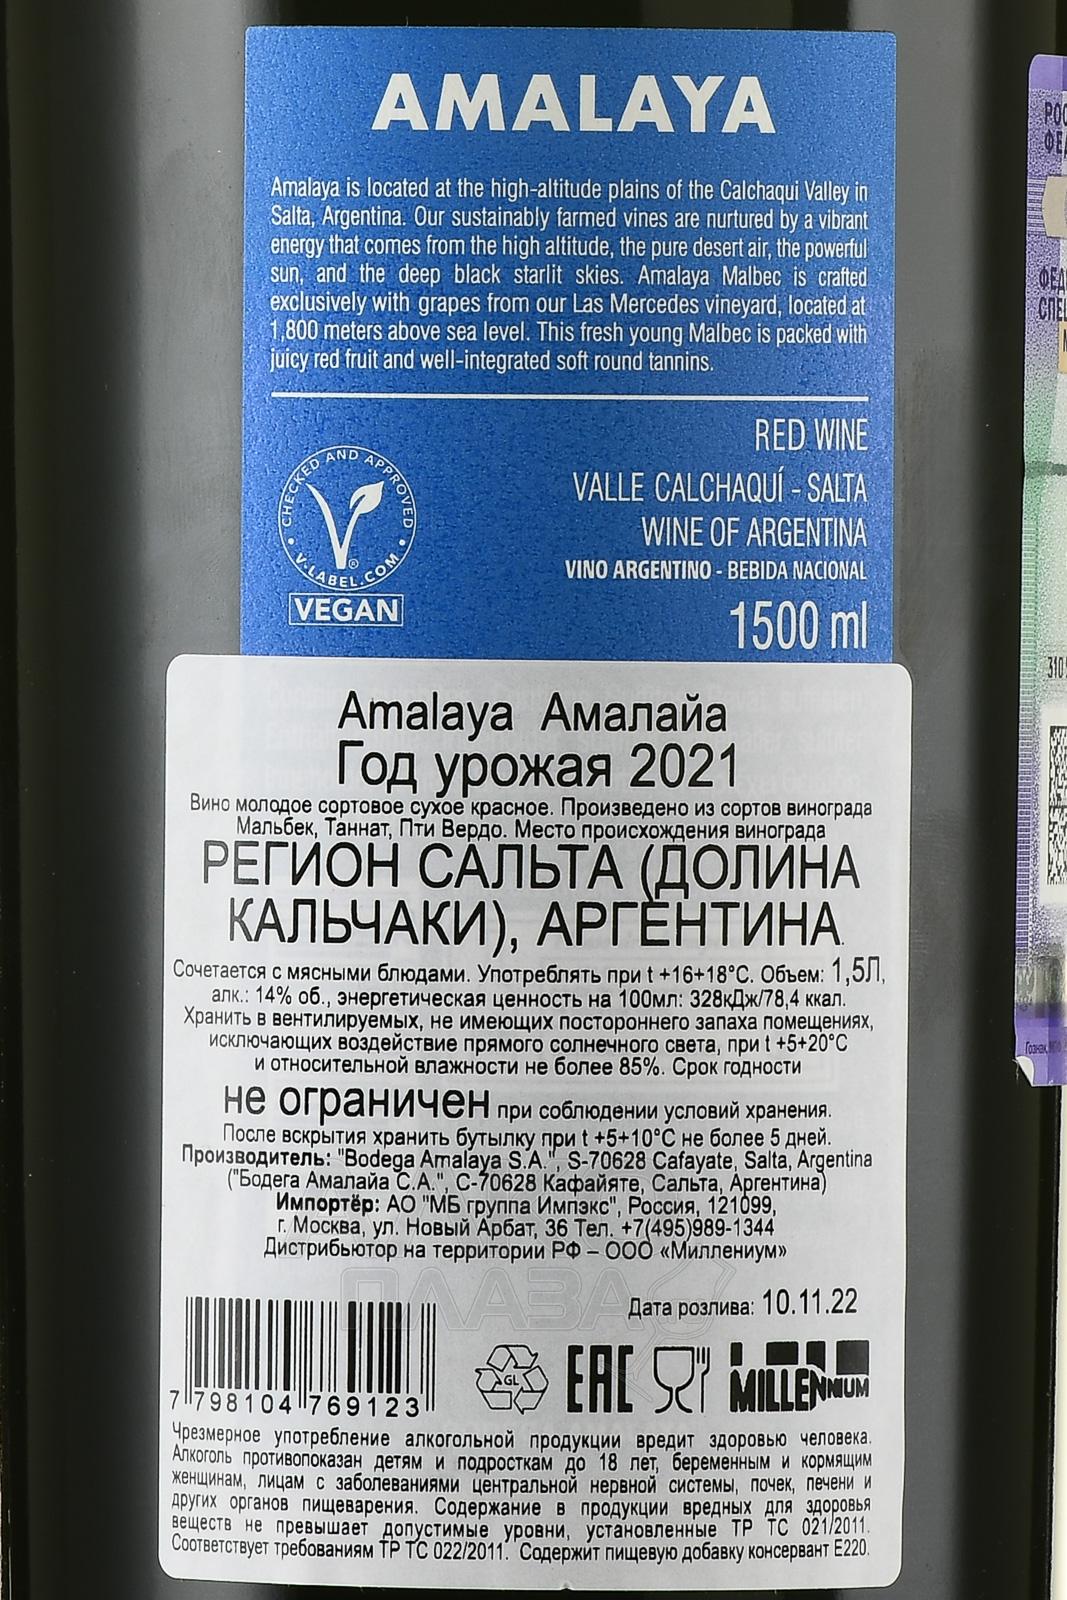 AMALAYA
Amalaya is located at the high-altitude plains of the Calchaqui Valley in
Salta, Argentina. Our sustainably farmed vines are nurtured by a vibrant
energy that comes from the high altitude, the pure desert air, the powerful
sun, and the deep black starlit skies. Amalaya Malbec is crafted
exclusively with grapes from our Las Mercedes vineyard, located at
1,800 meters above sea level. This fresh young Malbec is packed with
juicy red fruit and well-integrated soft round tannins.
RED WINE
VALLE CALCHAQUÍ - SALTA
WINE OF ARGENTINA
VINO ARGENTINO - BEBIDA NACIONAL
1500 ml
CHECKED AND APPROVED
• V-LABEL.COM •
VEGAN
Amalaya Амалайа
Год урожая 2021
Вино молодое сортовое сухое красное. Произведено из сортов винограда
Мальбек, Таннат, Пти Вердо. Место происхождения винограда
РЕГИОН САЛЬТА (ДОЛИНА
КАЛЬЧАКИ), АРГЕНТИНА.
Сочетается с мясными блюдами. Употреблять при t +16+18°C. Объем: 1,5Л,
алк.: 14% об., энергетическая ценность на 100мл: 328кДж/78,4 ккал.
Хранить в вентилируемых, не имеющих постороннего запаха помещениях,
исключающих воздействие прямого солнечного света, при t +5+20°C
и относительной влажности не более 85%. Срок годности
не ограничен при соблюдении условий хранения.
После вскрытия хранить бутылку при t +5+10°C не более 5 дней.
Производитель: "Bodega Amalaya S.A.", S-70628 Cafayate, Salta, Argentina
("Бодега Амалайа С.А.", С-70628 Кафайяте, Сальта, Аргентина)
Импортёр: АО "МБ группа Импэкс", Россия, 121099,
г. Москва, ул. Новый Арбат, 36 Тел. +7(495)989-1344
Дистрибьютор на территории РФ – ООО «Миллениум»
ПЛАЗА
Дата розлива: 10.11.22
7 798104 769123
GL
EAC
MILLENNIUM
Чрезмерное употребление алкогольной продукции вредит здоровью человека.
Алкоголь противопоказан детям и подросткам до 18 лет, беременным и кормящим
женщинам, лицам с заболеваниями центральной нервной системы, почек, печени и
других органов пищеварения. Содержание в продукции вредных для здоровья
веществ не превышает допустимые уровни, установленные ТР ТС 021/2011.
Соответствует требованиям ТР ТС 022/2011. Содержит пищевую добавку консервант Е220.
310